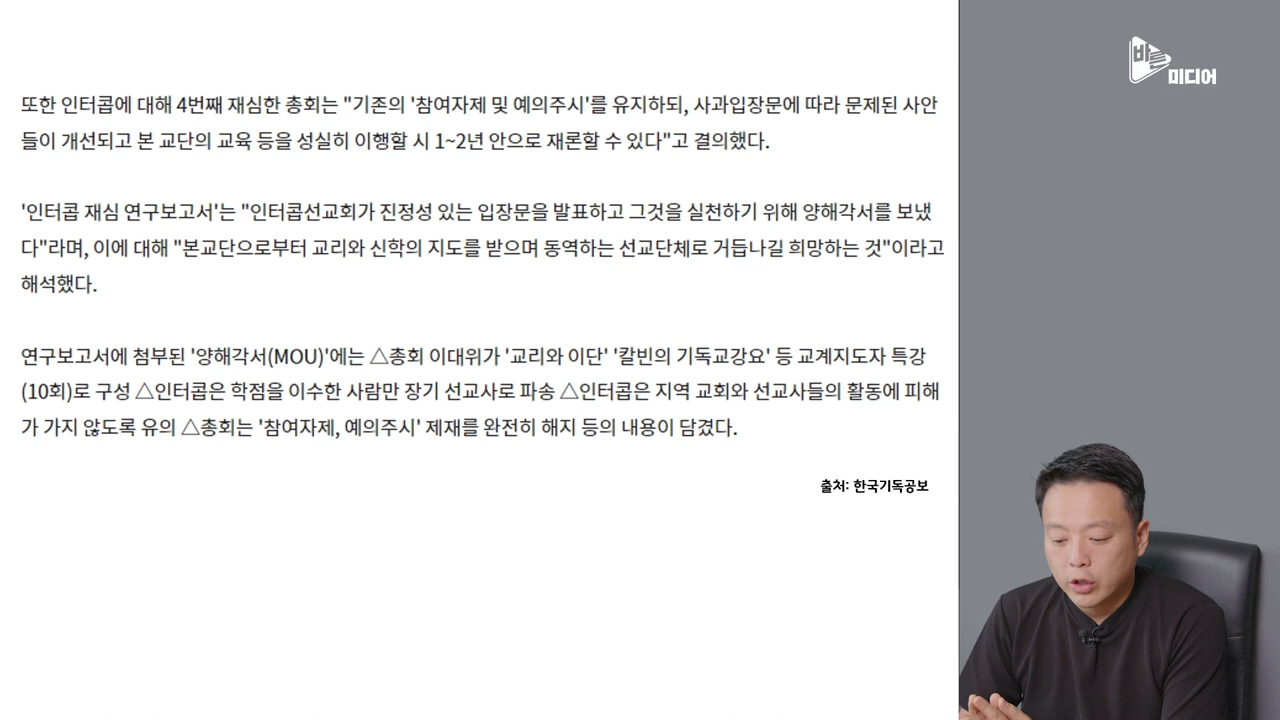 바른
미디어
또한 인터콥에 대해 4번째 재심한 총회는 "기존의 '참여자제 및 예의주시'를 유지하되, 사과입장문에 따라 문제된 사안
들이 개선되고 본 교단의 교육 등을 성실히 이행할 시 1~2년 안으로 재론할 수 있다"고 결의했다.
'인터콥 재심 연구보고서'는 "인터콥선교회가 진정성 있는 입장문을 발표하고 그것을 실천하기 위해 양해각서를 보냈
다"라며, 이에 대해 "본교단으로부터 교리와 신학의 지도를 받으며 동역하는 선교단체로 거듭나길 희망하는 것"이라고
해석했다.
연구보고서에 첨부된 '양해각서(MOU)'에는 △총회 이대위가 '교리와 이단' '칼빈의 기독교강요' 등 교계지도자 특강
(10회)로 구성 △인터콥은 학점을 이수한 사람만 장기 선교사로 파송 △인터콥은 지역 교회와 선교사들의 활동에 피해
가 가지 않도록 유의 △총회는 '참여자제, 예의주시' 제재를 완전히 해지 등의 내용이 담겼다.
출처: 한국기독공보